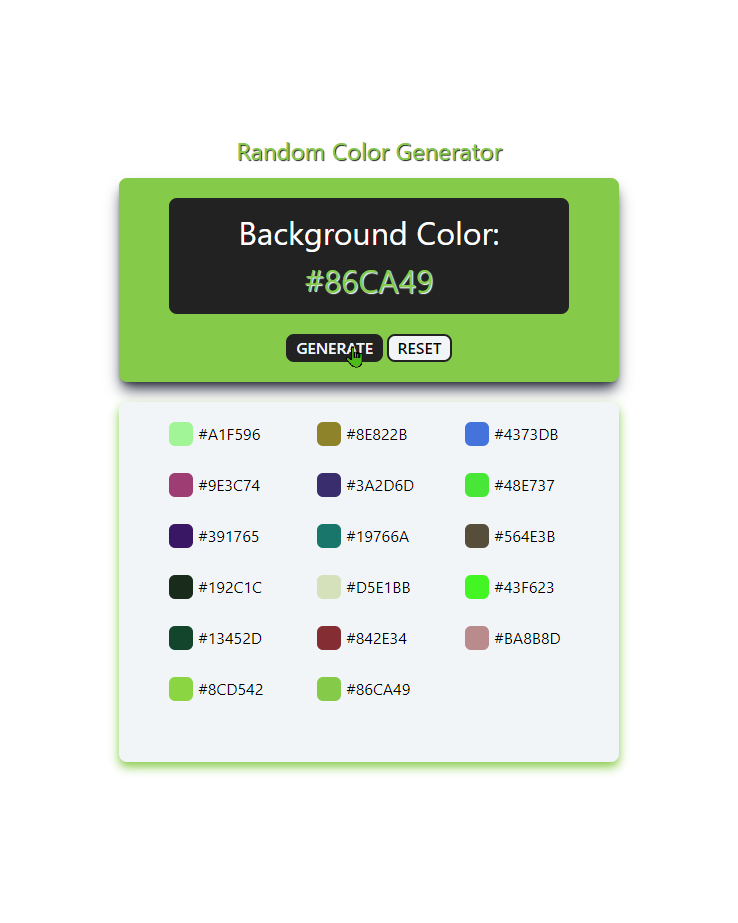 Random Color Generator
Background Color:
#86CA49
GENERATE RESET
#A1F596 #8E822B #4373DB
#9E3C74 #3A2D6D #48E737
#391765 #19766A #564E3B
#192C1C #D5E1BB #43F623
#13452D #842E34 #BA8B8D
#8CD542 #86CA49